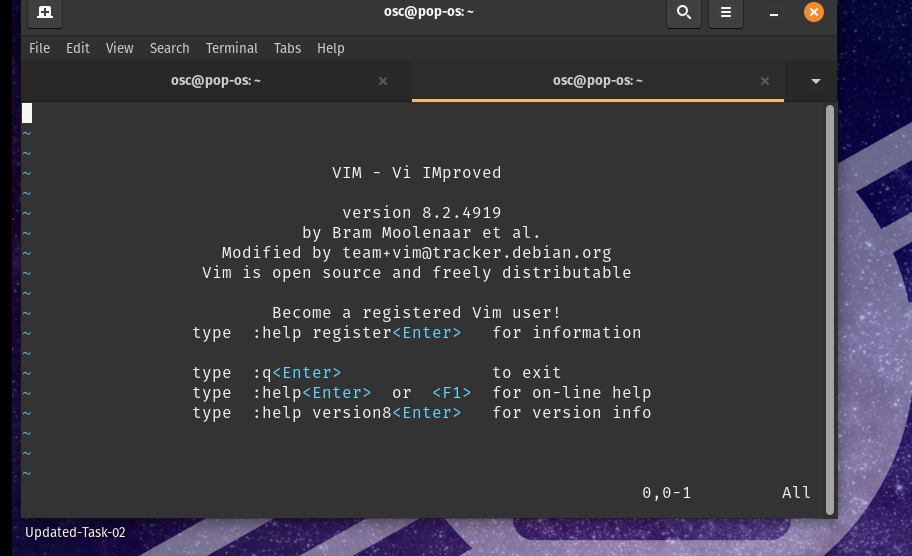 osc@pop-os: ~
File Edit View Search Terminal Tabs Help
osc@pop-os: ~ × osc@pop-os: ~ ×
~
~
~ VIM - Vi IMproved
~
~ version 8.2.4919
~ by Bram Moolenaar et al.
~ Modified by team+vim@tracker.debian.org
~ Vim is open source and freely distributable
~
~ Become a registered Vim user!
~ type :help register<Enter> for information
~
~ type :q<Enter> to exit
~ type :help<Enter> or <F1> for on-line help
~ type :help version8<Enter> for version info
~
~
~
0,0-1 All
Updated-Task-02